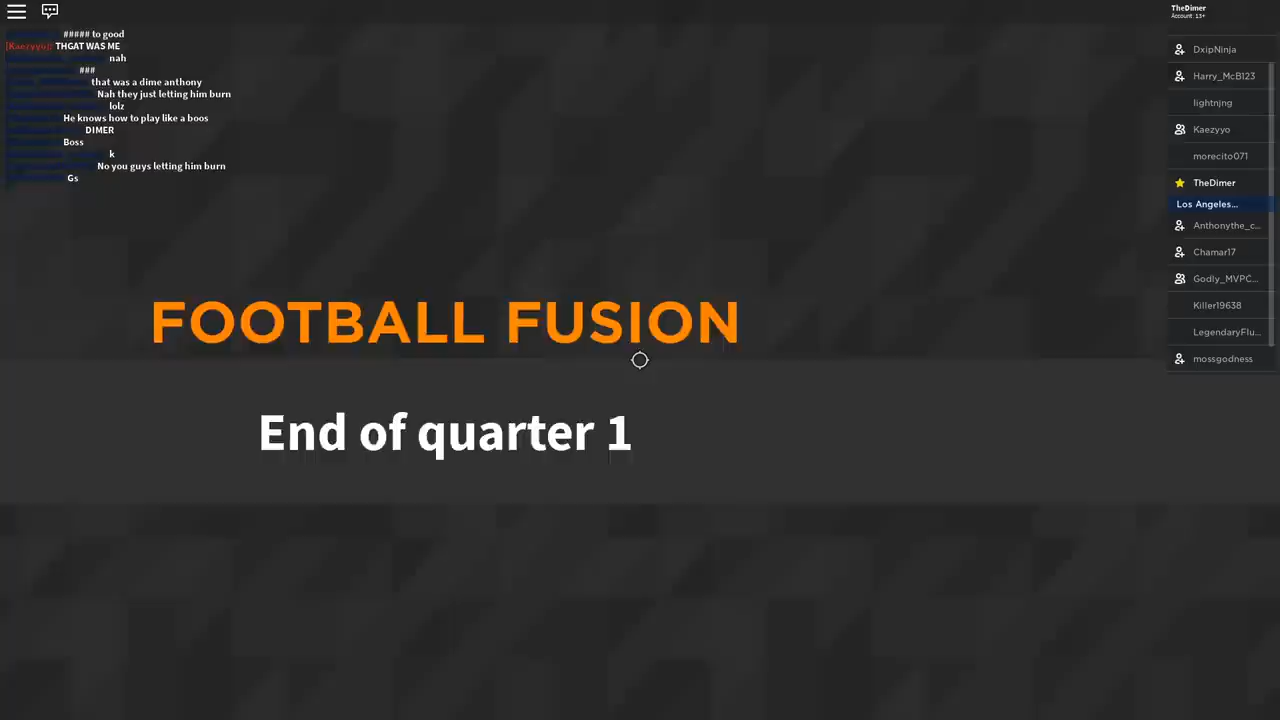 ##### to good
[Kaezyyo]: THGAT WAS ME
nah
###
that was a dime anthony
Nah they just letting him burn
lolz
He knows how to play like a boos
DIMER
Boss
k
No you guys letting him burn
Gs
FOOTBALL FUSION
End of quarter 1
TheDimer
Account: 13+
DxipNinja
Harry_McB123
lightnjng
Kaezyyo
morecito071
TheDimer
Los Angeles...
Anthonythe_c...
Chamar17
Godly_MVPC...
Killer19638
LegendaryFlu...
mossgodness